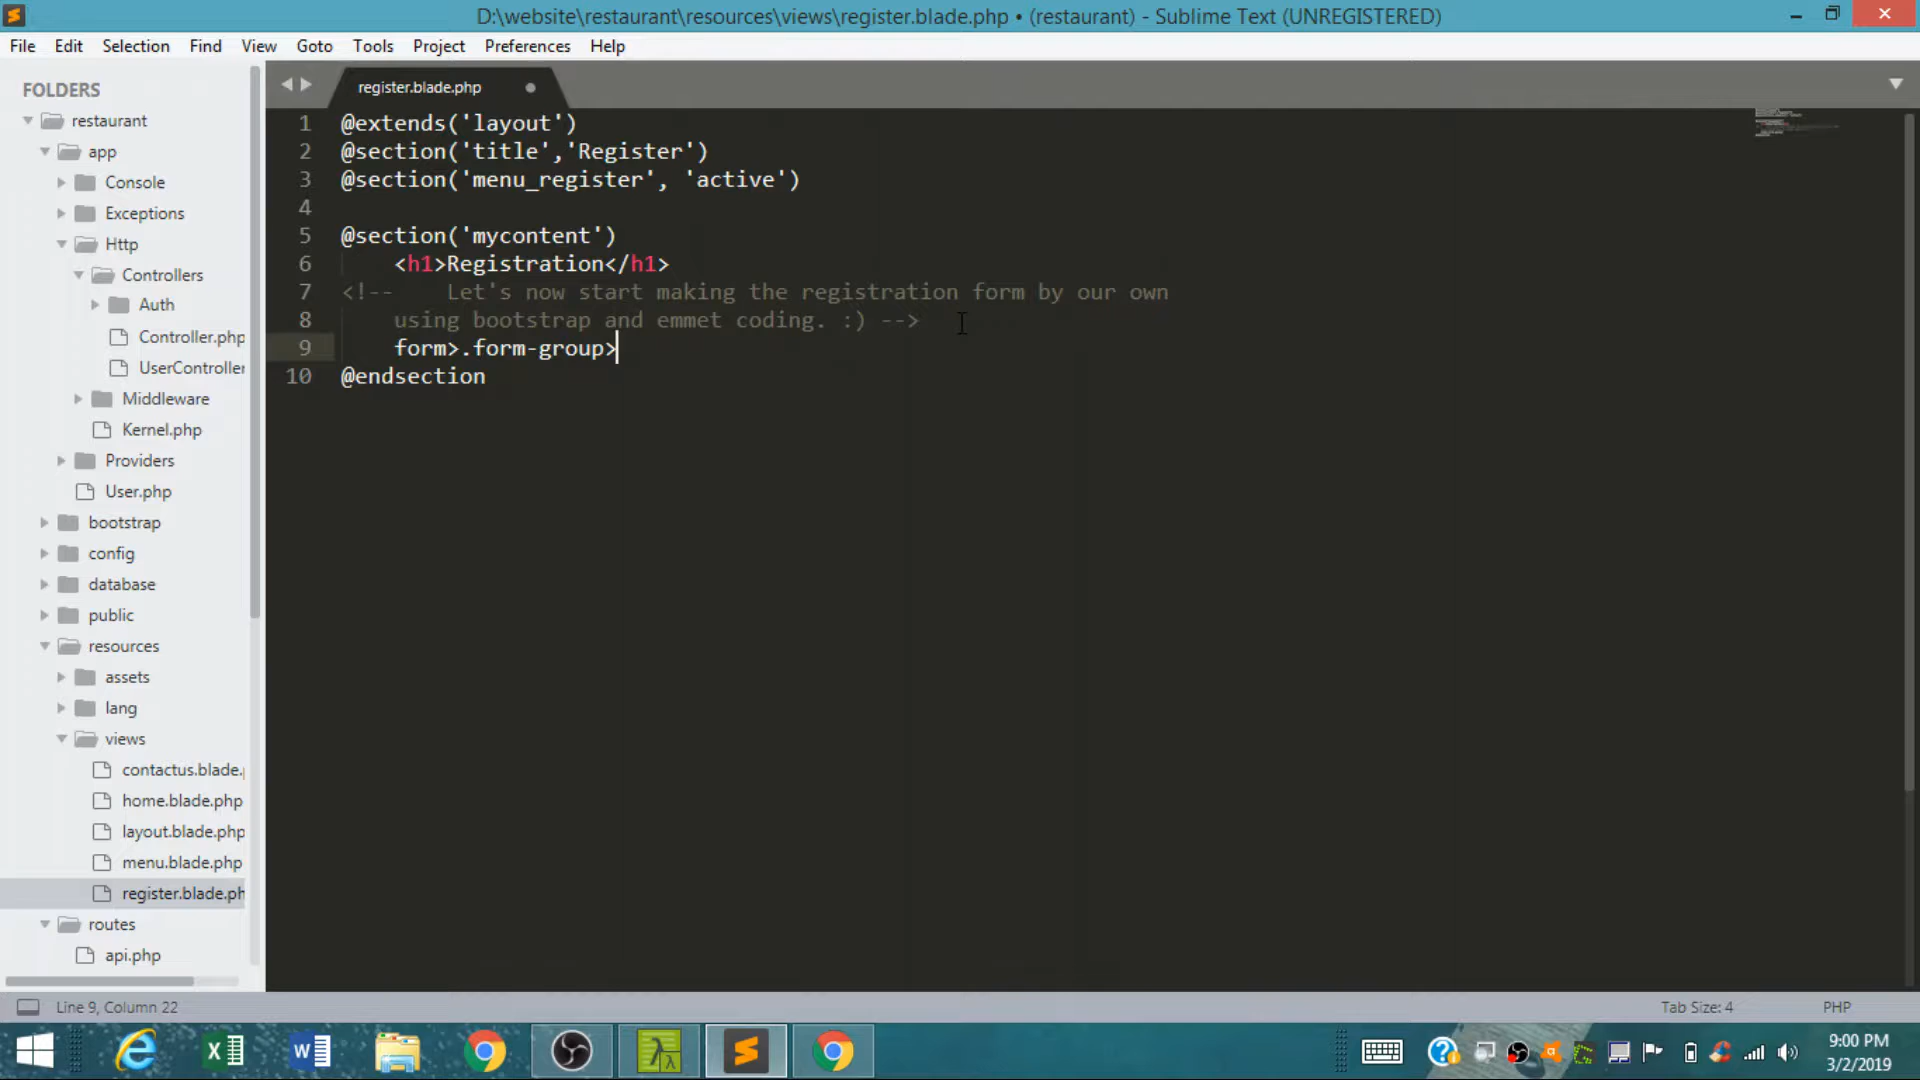 D:\website\restaurant\resources\views\register.blade.php • (restaurant) - Sublime Text (UNREGISTERED)
File Edit Selection Find View Goto Tools Project Preferences Help
FOLDERS
restaurant
app
Console
Exceptions
Http
Controllers
Auth
Controller.php
UserController
Middleware
Kernel.php
Providers
User.php
bootstrap
config
database
public
resources
assets
lang
views
contactus.blade.
home.blade.php
layout.blade.php
menu.blade.php
register.blade.ph
routes
api.php
register.blade.php
1 @extends('layout')
2 @section('title','Register')
3 @section('menu_register', 'active')
4
5 @section('mycontent')
6 <h1>Registration</h1>
7 <!-- Let's now start making the registration form by our own
8 using bootstrap and emmet coding. :) -->
9 form>.form-group>
10 @endsection
Line 9, Column 22
Tab Size: 4
PHP
9:00 PM
3/2/2019